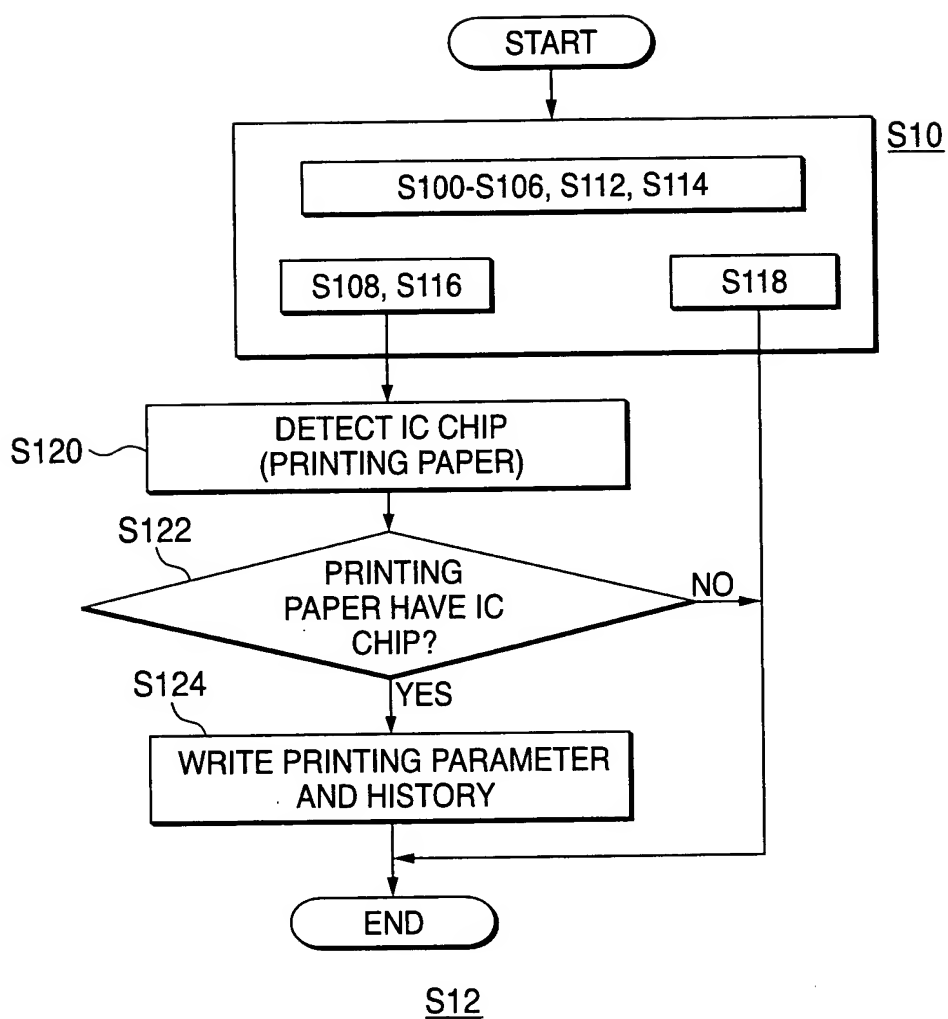 START
S10
S100-S106, S112, S114
S108, S116
S118
S120
DETECT IC CHIP
(PRINTING PAPER)
S122
PRINTING
PAPER HAVE IC
CHIP?
NO
YES
S124
WRITE PRINTING PARAMETER
AND HISTORY
END
S12